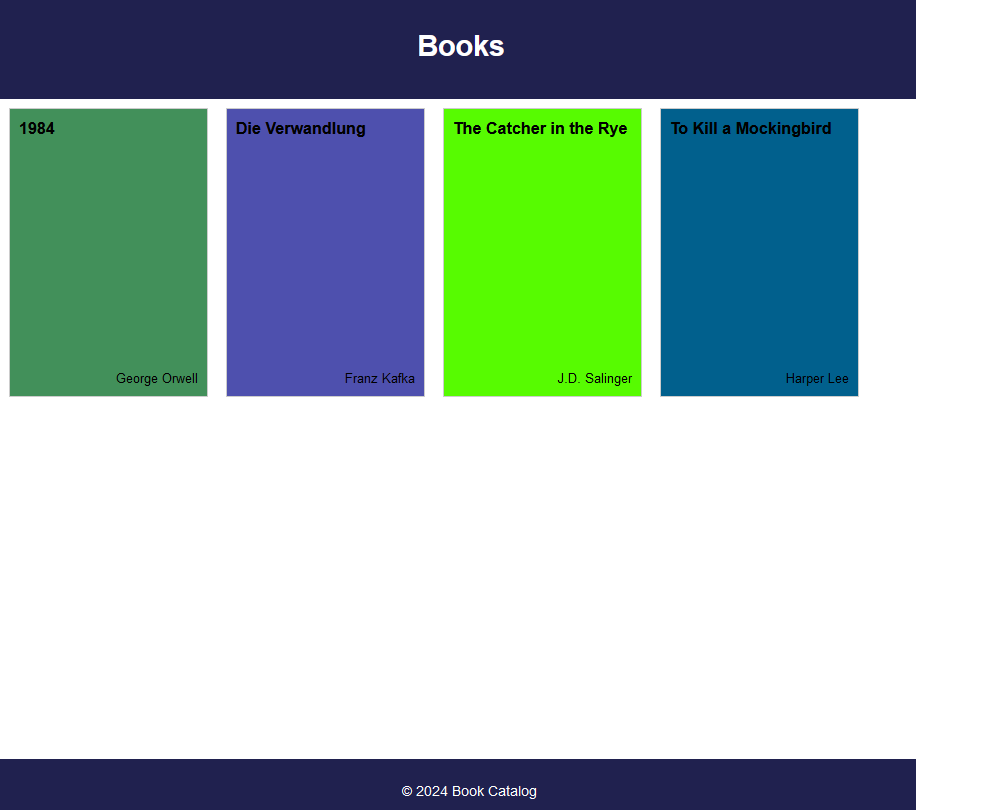 Books
1984
Die Verwandlung
The Catcher in the Rye
To Kill a Mockingbird
George Orwell
Franz Kafka
J.D. Salinger
Harper Lee
© 2024 Book Catalog